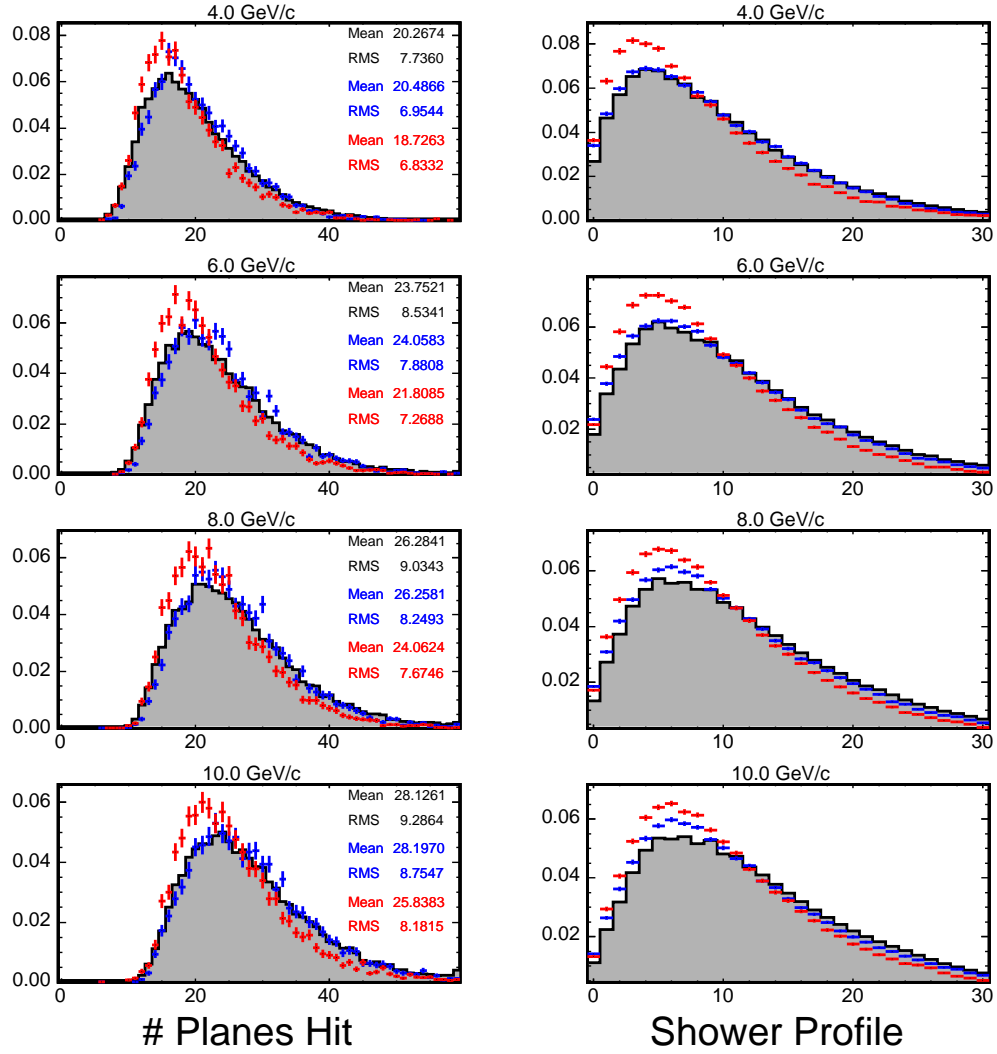 4.0 GeV/c
4.0 GeV/c
0.08
0.06
0.04
0.02
0.00
Mean 20.2674
RMS 7.7360
Mean 20.4866
RMS 6.9544
Mean 18.7263
RMS 6.8332
0 20 40
0.08
0.06
0.04
0.02
0.00
0 10 20 30
6.0 GeV/c
6.0 GeV/c
0.06
0.04
0.02
0.00
Mean 23.7521
RMS 8.5341
Mean 24.0583
RMS 7.8808
Mean 21.8085
RMS 7.2688
0 20 40
0.06
0.04
0.02
0.00
0 10 20 30
8.0 GeV/c
8.0 GeV/c
0.06
0.04
0.02
0.00
Mean 26.2841
RMS 9.0343
Mean 26.2581
RMS 8.2493
Mean 24.0624
RMS 7.6746
0 20 40
0.06
0.04
0.02
0.00
0 10 20 30
10.0 GeV/c
10.0 GeV/c
0.06
0.04
0.02
0.00
Mean 28.1261
RMS 9.2864
Mean 28.1970
RMS 8.7547
Mean 25.8383
RMS 8.1815
0 20 40
0.06
0.04
0.02
0.00
0 10 20 30
# Planes Hit
Shower Profile